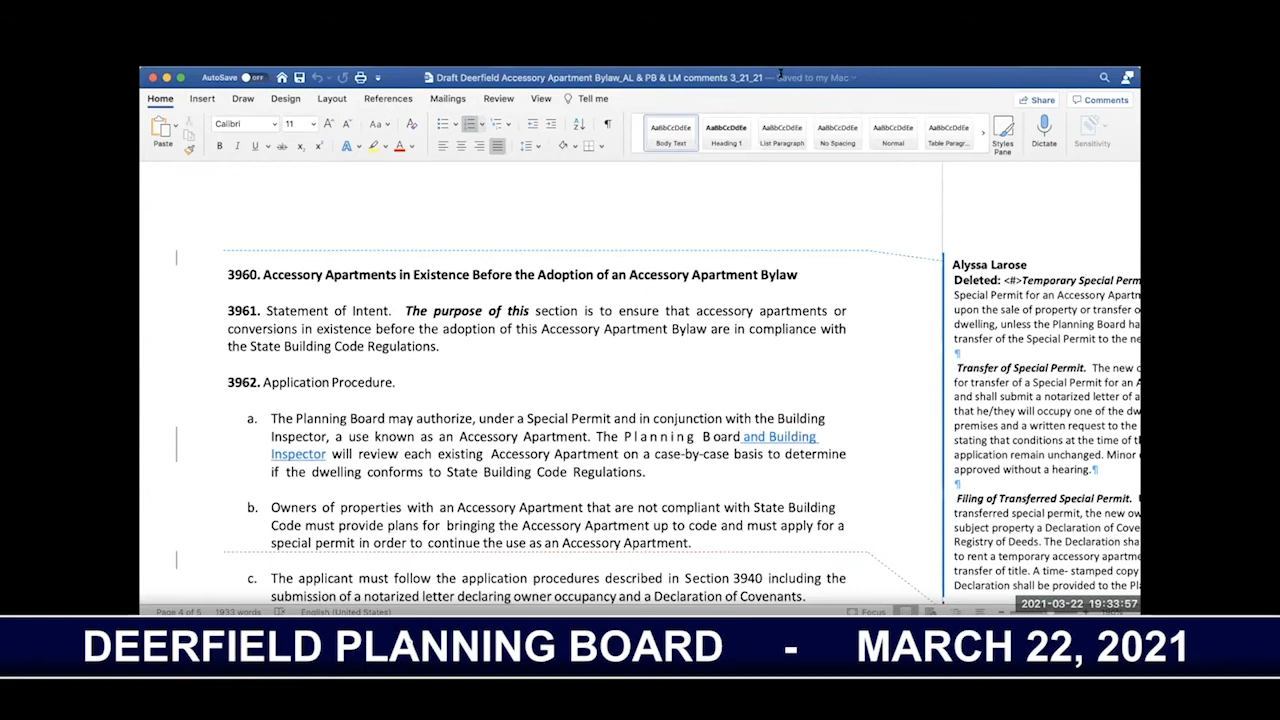 AutoSave OFF
Draft Deerfield Accessory Apartment Bylaw_AL & PB & LM comments 3_21_21 — Saved to my Mac
Home Insert Draw Design Layout References Mailings Review View Tell me
Share Comments
Paste
Calibri 11
AaBbCcDdEe AaBbCcDdEe AaBbCcDdEe AaBbCcDdEe AaBbCcDdEe AaBbCcDdEe
Body Text Heading 1 List Paragraph No Spacing Normal Table Paragr...
Styles Pane
Dictate
Sensitivity
3960. Accessory Apartments in Existence Before the Adoption of an Accessory Apartment Bylaw
3961. Statement of Intent. The purpose of this section is to ensure that accessory apartments or
conversions in existence before the adoption of this Accessory Apartment Bylaw are in compliance with
the State Building Code Regulations.
3962. Application Procedure.
a. The Planning Board may authorize, under a Special Permit and in conjunction with the Building
Inspector, a use known as an Accessory Apartment. The Planning Board and Building
Inspector will review each existing Accessory Apartment on a case-by-case basis to determine
if the dwelling conforms to State Building Code Regulations.
b. Owners of properties with an Accessory Apartment that are not compliant with State Building
Code must provide plans for bringing the Accessory Apartment up to code and must apply for a
special permit in order to continue the use as an Accessory Apartment.
c. The applicant must follow the application procedures described in Section 3940 including the
submission of a notarized letter declaring owner occupancy and a Declaration of Covenants.
Alyssa Larose
Deleted: <#>Temporary Special Perm
Special Permit for an Accessory Apartm
upon the sale of property or transfer o
dwelling, unless the Planning Board ha
transfer of the Special Permit to the ne
¶
Transfer of Special Permit. The new o
for transfer of a Special Permit for an A
and shall submit a notarized letter of a
that he/they will occupy one of the dw
premises and a written request to the
stating that conditions at the time of t
application remain unchanged. Minor
approved without a hearing.¶
¶
Filing of Transferred Special Permit.
transferred special permit, the new ow
subject property a Declaration of Cove
Registry of Deeds. The Declaration sha
to rent a temporary accessory apartme
transfer of title. A time- stamped copy
Declaration shall be provided to the Pla
Page 4 of 5 1933 words English (United States) Focus
2021-03-22 19:33:57
DEERFIELD PLANNING BOARD - MARCH 22, 2021